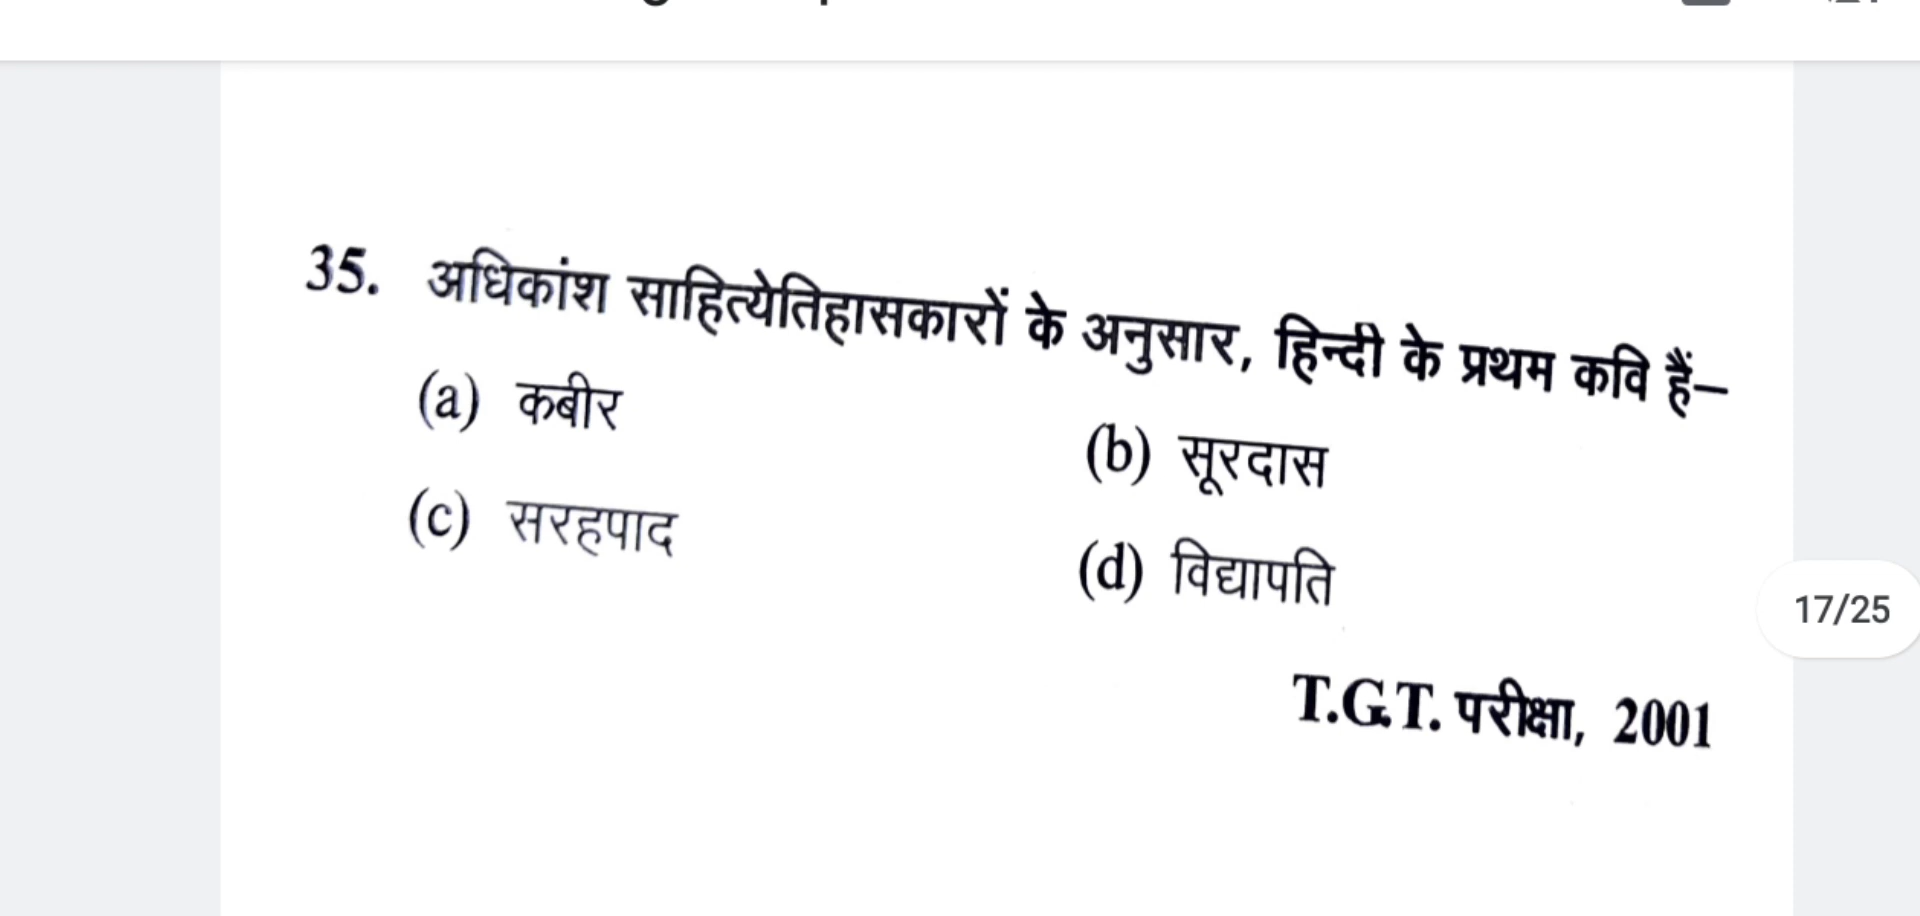 35. अधिकांश साहित्येतिहासकारों के अनुसार, हिन्दी के प्रथम कवि हैं–
(a) कबीर
(b) सूरदास
(c) सरहपाद
(d) विद्यापति
T.G.T. परीक्षा, 2001
17/25